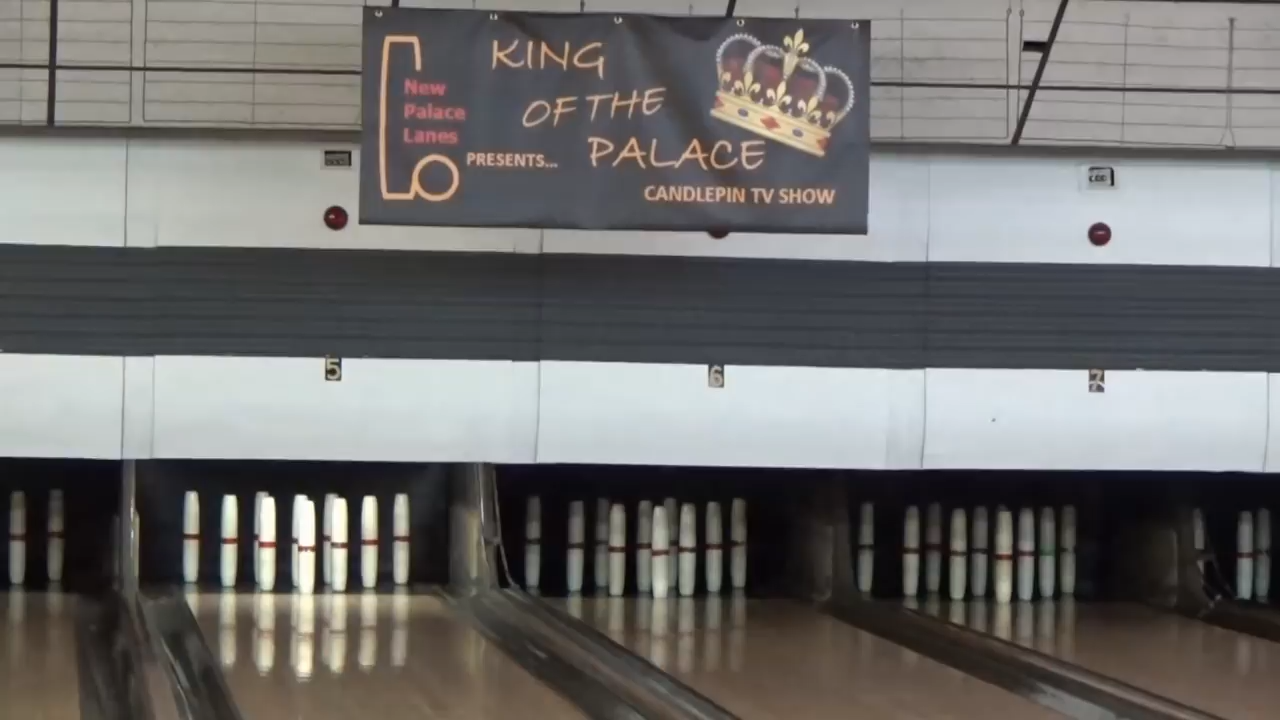 KING
OF THE
PALACE
New
Palace
Lanes
PRESENTS...
CANDLEPIN TV SHOW
5
6
7